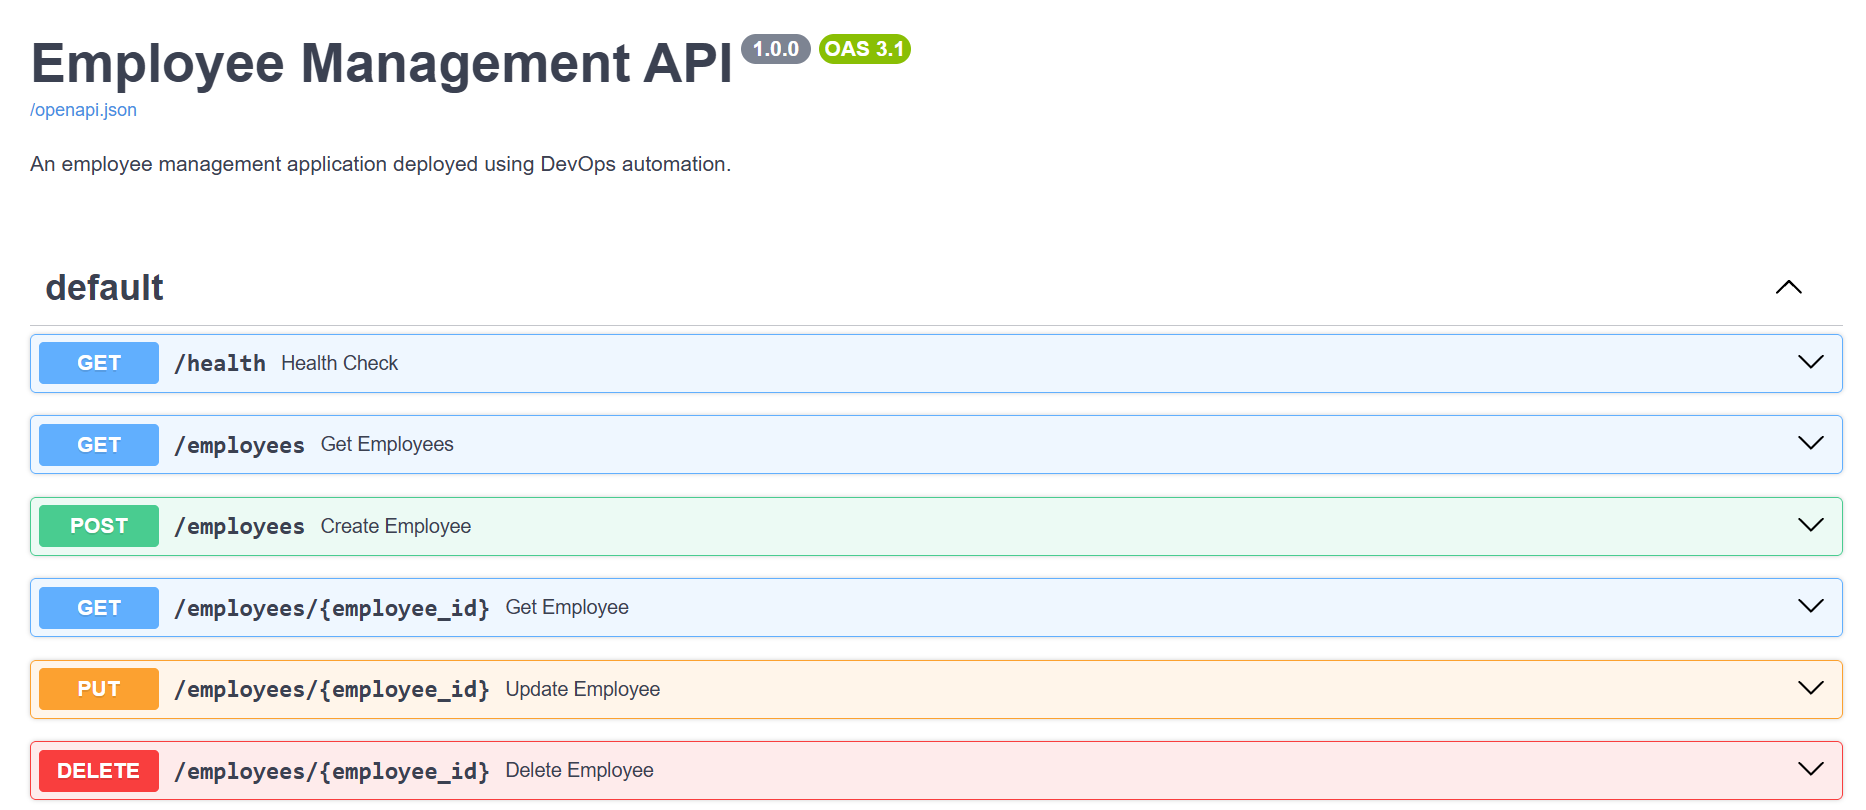 Employee Management API 1.0.0 OAS 3.1
/openapi.json
An employee management application deployed using DevOps automation.
default
GET /health Health Check
GET /employees Get Employees
POST /employees Create Employee
GET /employees/{employee_id} Get Employee
PUT /employees/{employee_id} Update Employee
DELETE /employees/{employee_id} Delete Employee